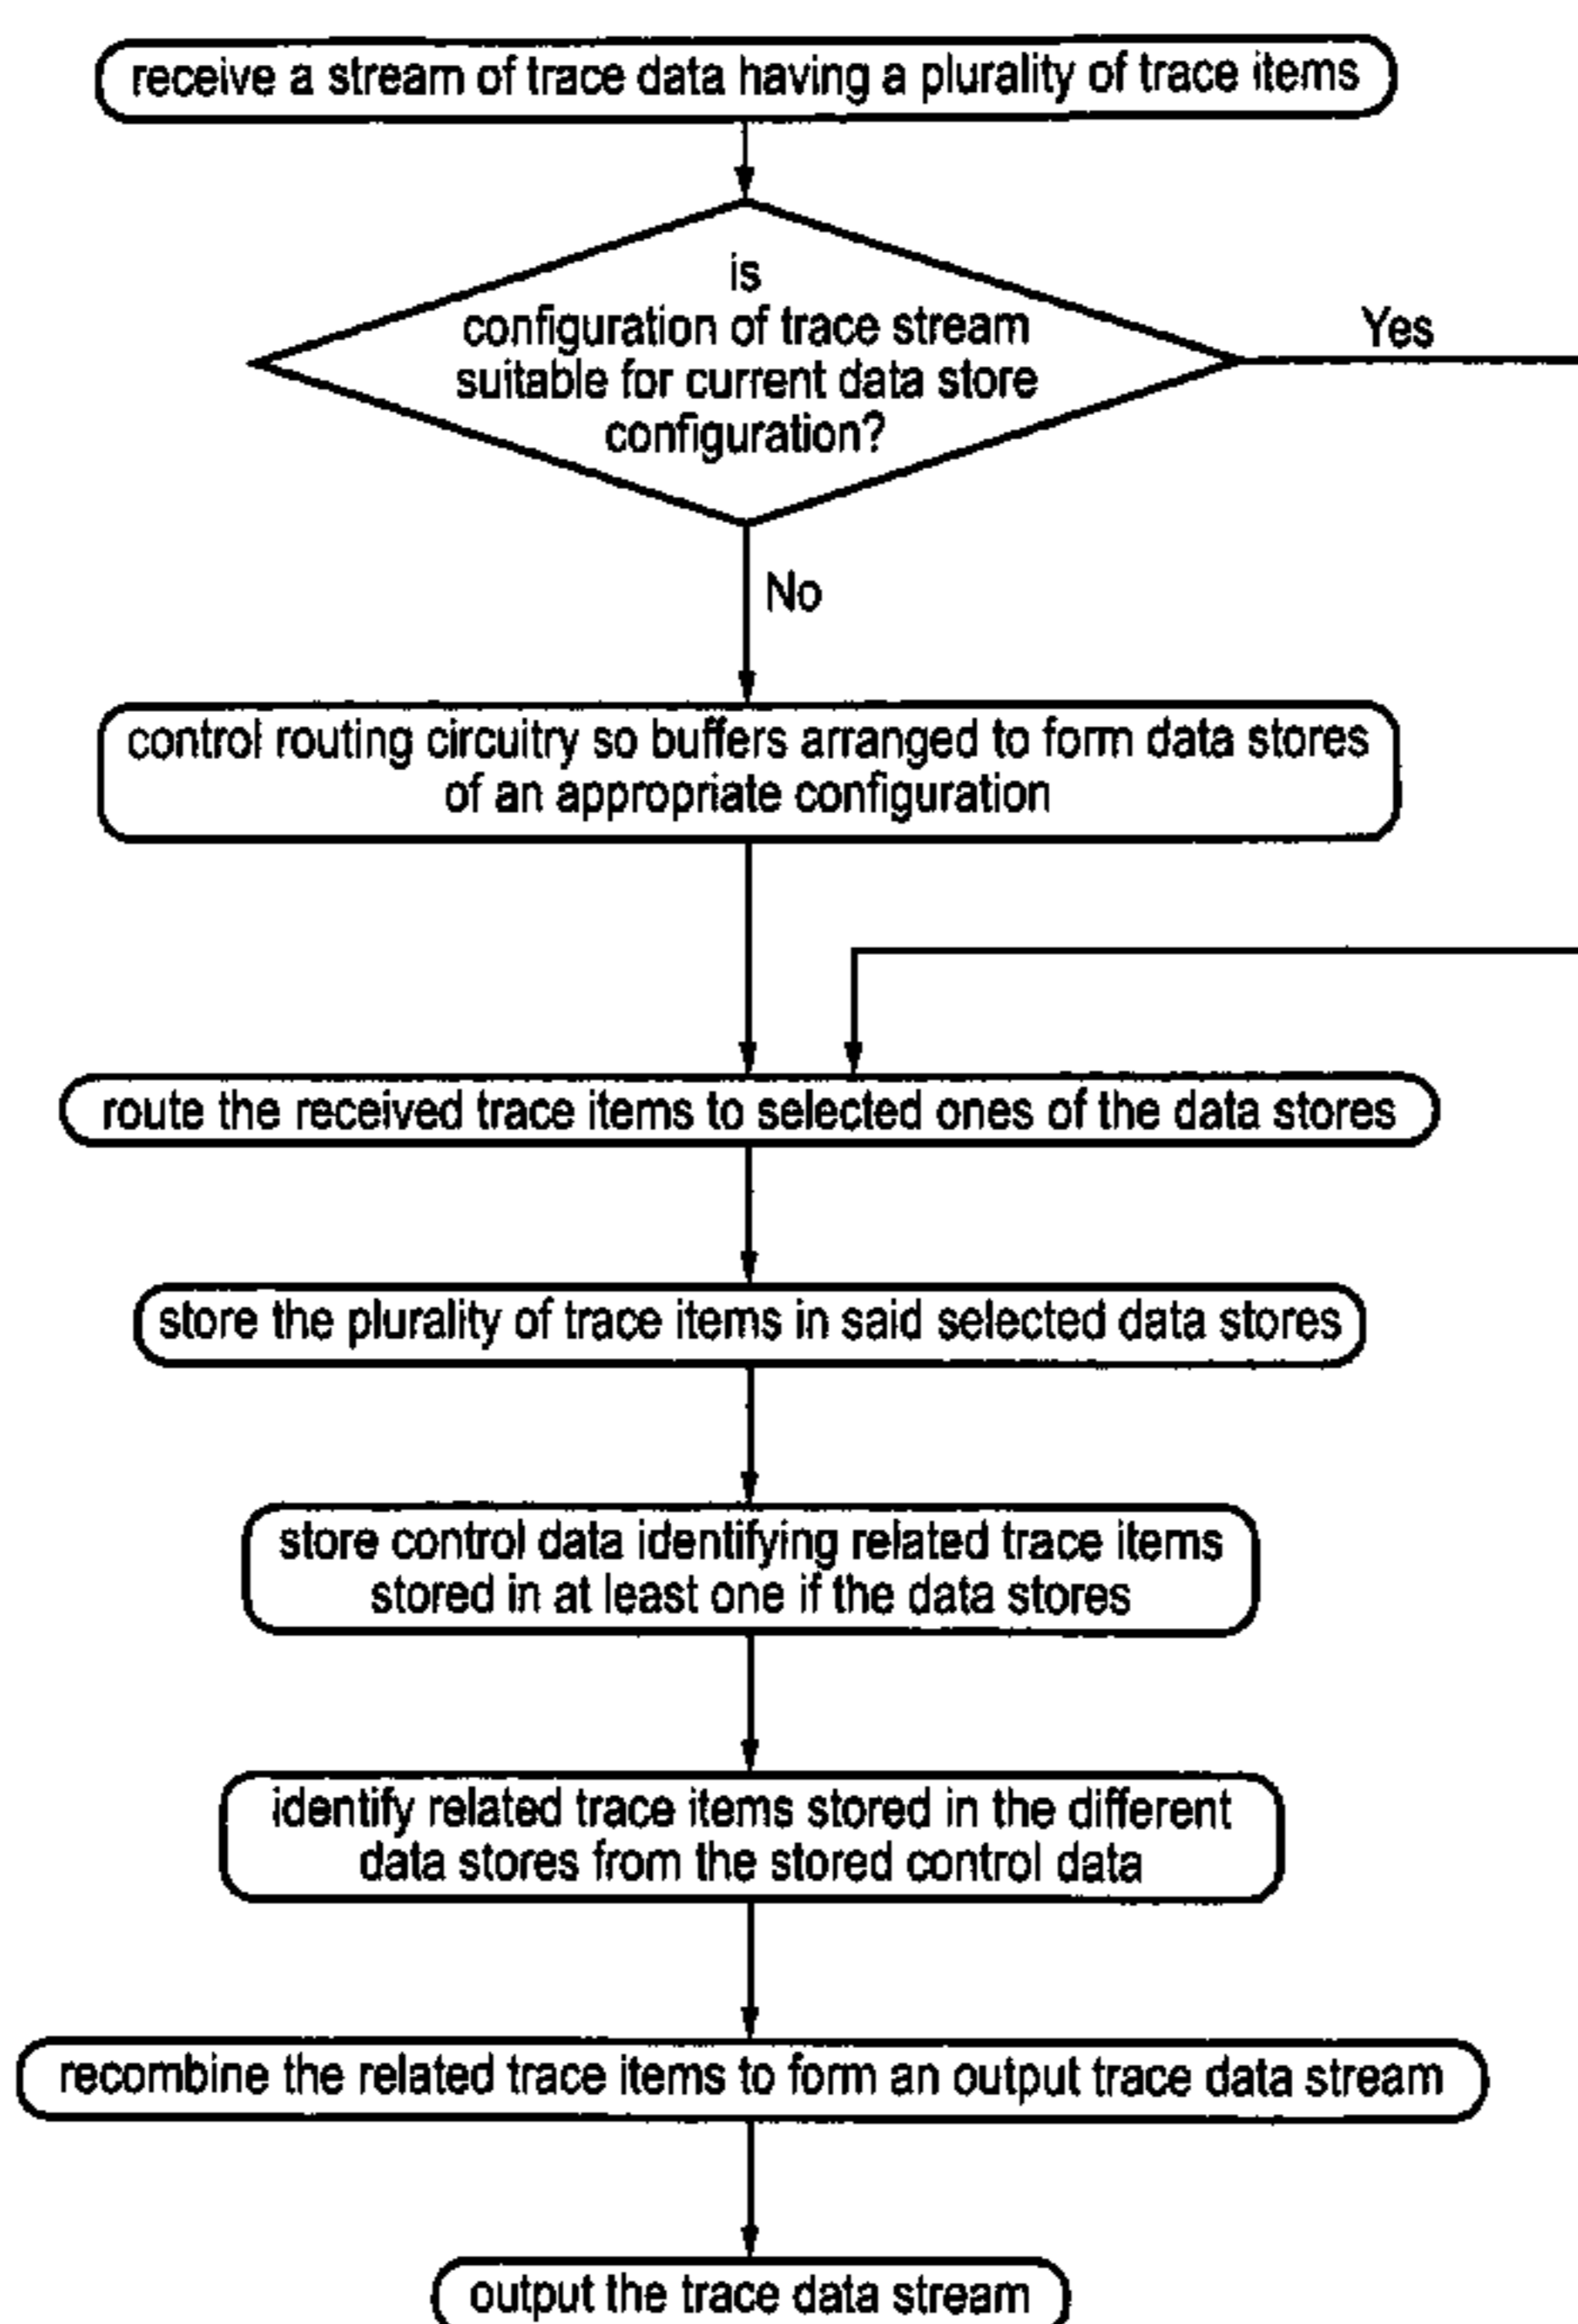 receive a stream of trace data having a plurality of trace items
is
configuration of trace stream
suitable for current data store
configuration?
Yes
No
control routing circuitry so buffers arranged to form data stores
of an appropriate configuration
route the received trace items to selected ones of the data stores
store the plurality of trace items in said selected data stores
store control data identifying related trace items
stored in at least one if the data stores
identify related trace items stored in the different
data stores from the stored control data
recombine the related trace items to form an output trace data stream
output the trace data stream